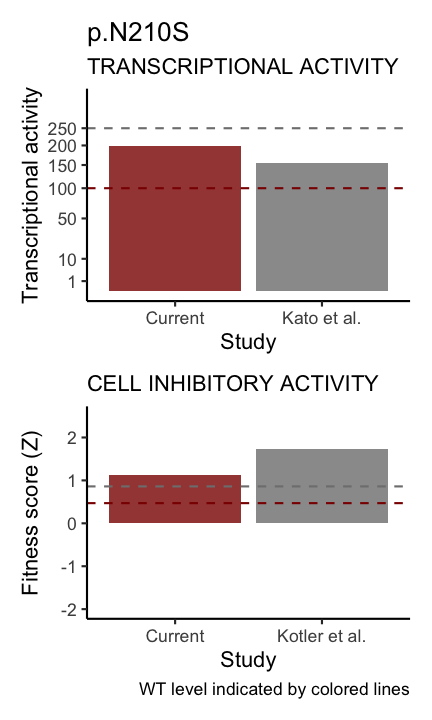 p.N210S
TRANSCRIPTIONAL ACTIVITY
Transcriptional activity
250
200
150
100
50
10
1
Current
Kato et al.
Study
CELL INHIBITORY ACTIVITY
Fitness score (Z)
2
1
0
-1
-2
Current
Kotler et al.
Study
WT level indicated by colored lines